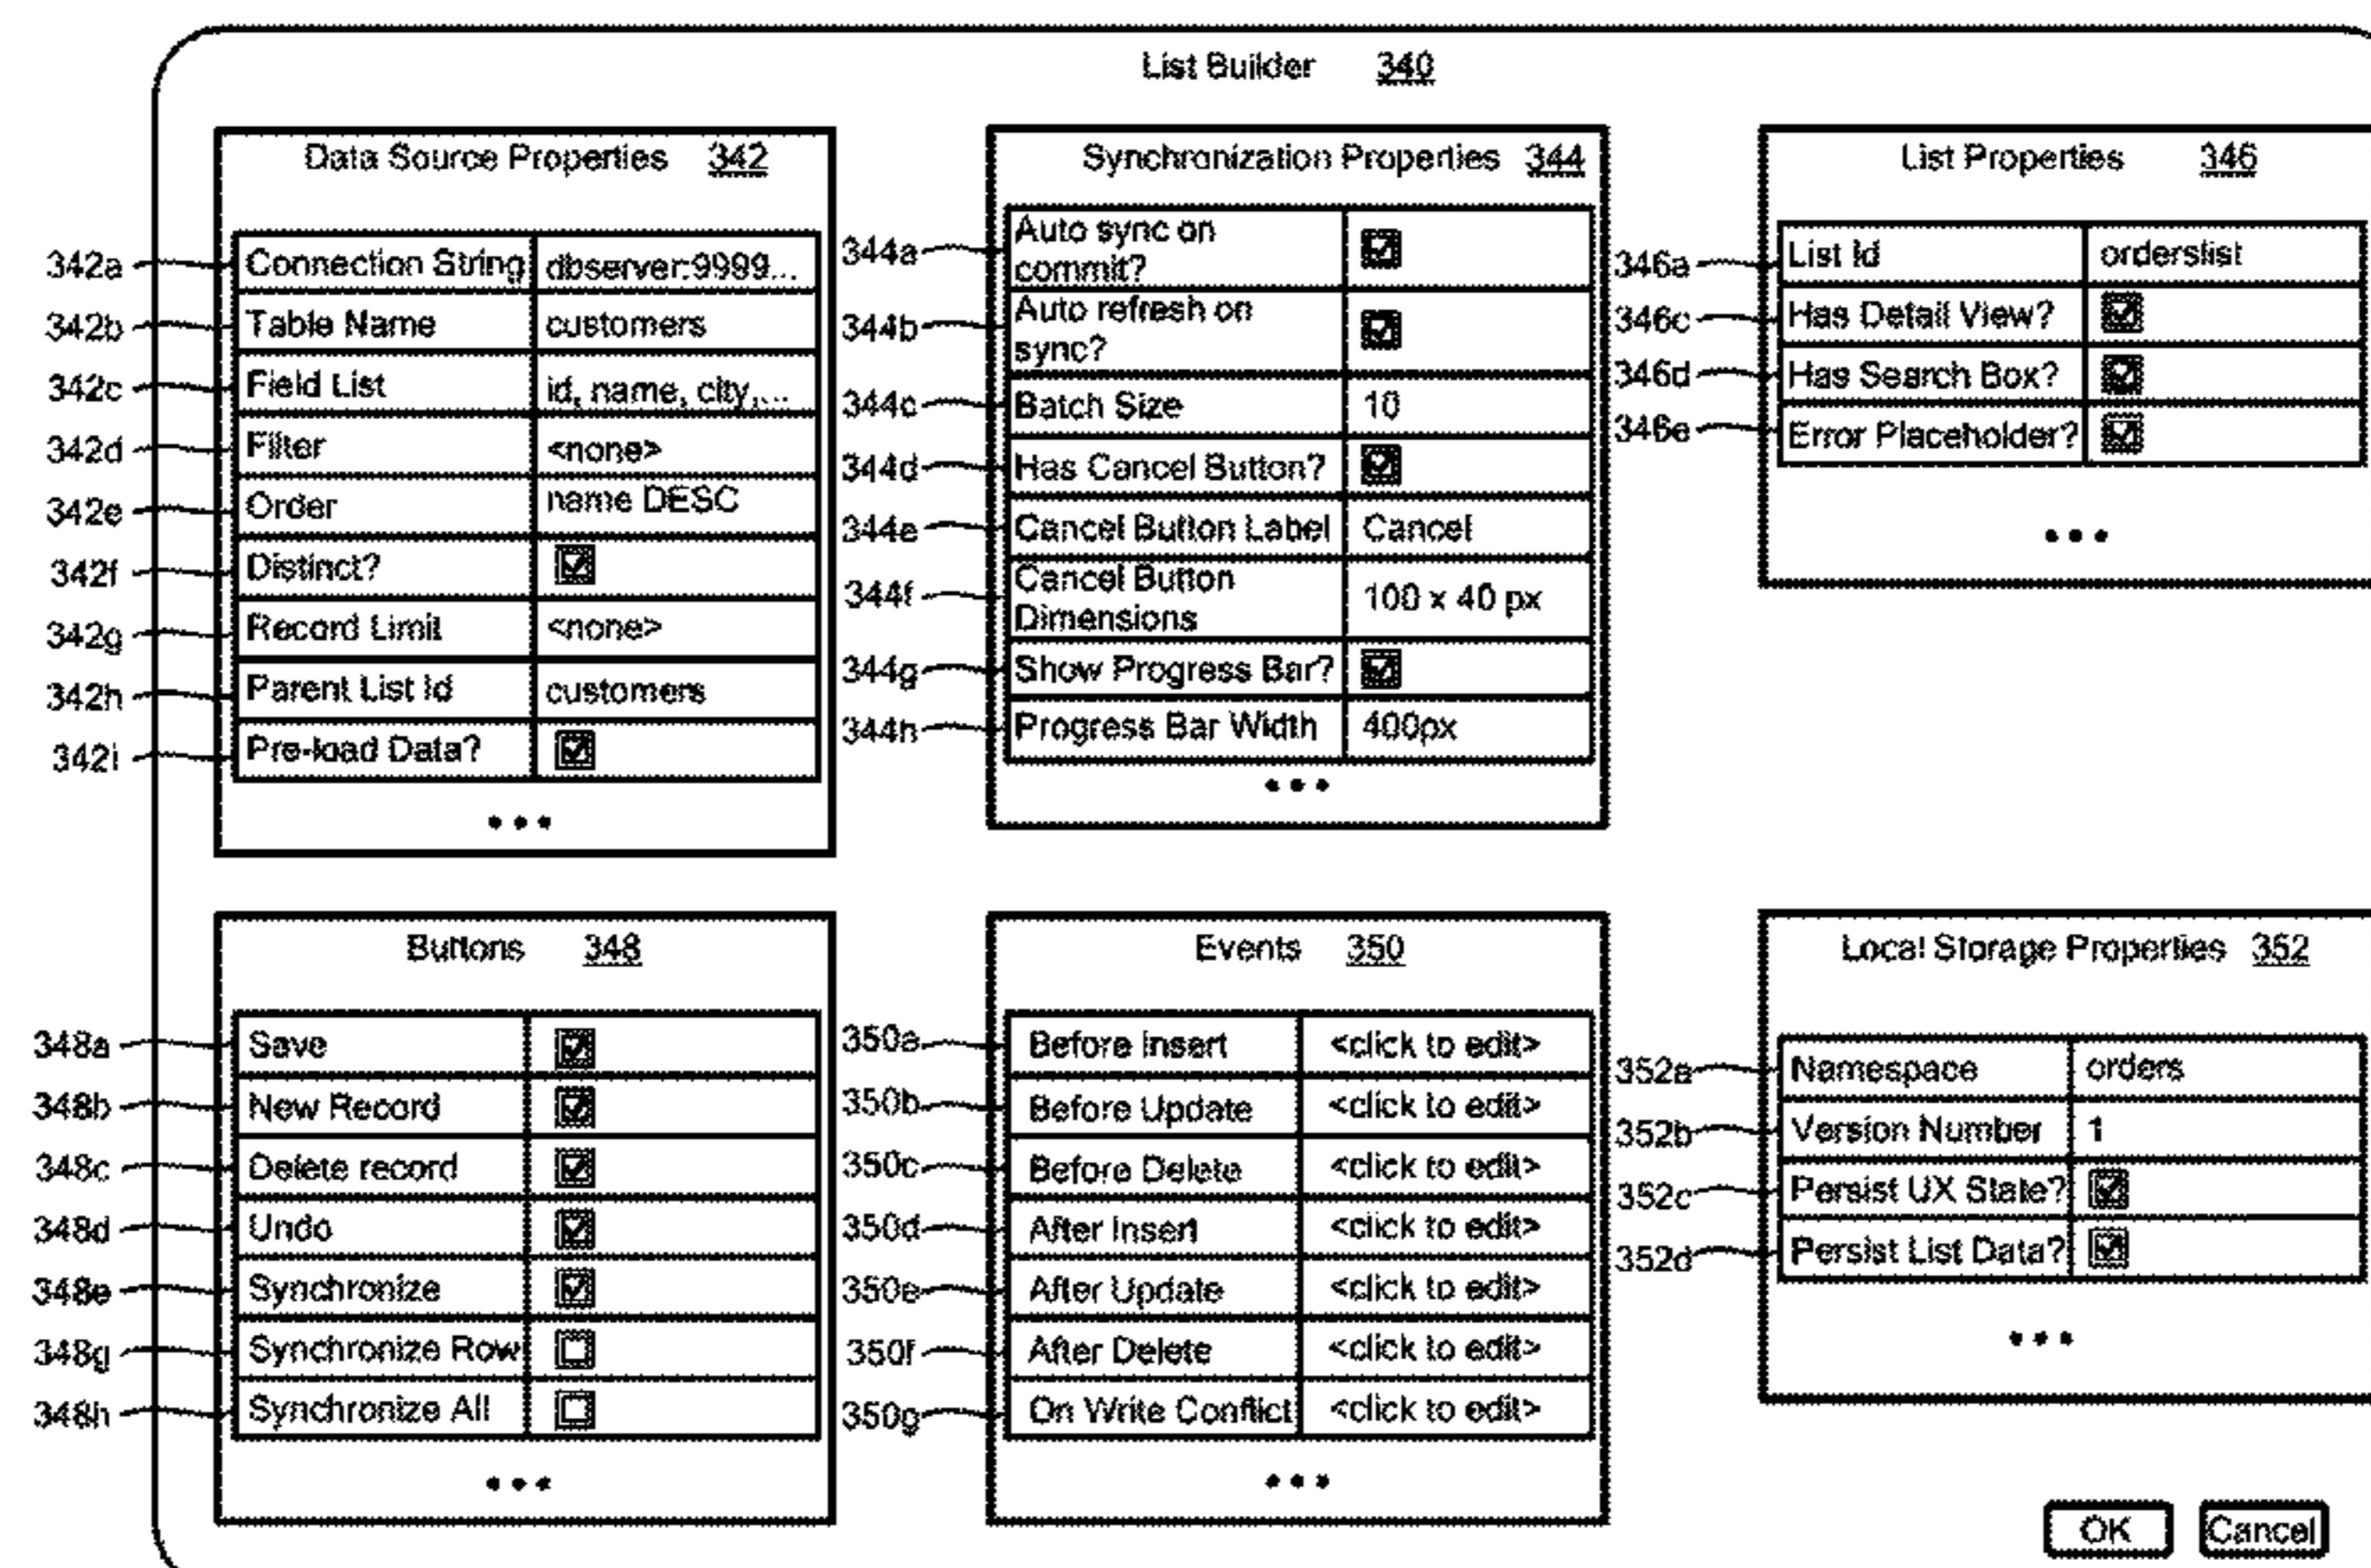 List Builder 340
Data Source Properties 342
342a Connection String dbserver:9999...
342b Table Name customers
342c Field List id, name, city,...
342d Filter <none>
342e Order name DESC
342f Distinct?
342g Record Limit <none>
342h Parent List Id customers
342i Pre-load Data?
...
Synchronization Properties 344
344a Auto sync on
commit?
344b Auto refresh on
sync?
344c Batch Size 10
344d Has Cancel Button?
344e Cancel Button Label Cancel
344f Cancel Button
Dimensions 100 x 40 px
344g Show Progress Bar?
344h Progress Bar Width 400px
...
List Properties 346
346a List Id orderslist
346c Has Detail View?
346d Has Search Box?
346e Error Placeholder?
...
Buttons 348
348a Save
348b New Record
348c Delete record
348d Undo
348e Synchronize
348g Synchronize Row
348h Synchronize All
...
Events 350
350a Before Insert <click to edit>
350b Before Update <click to edit>
350c Before Delete <click to edit>
350d After Insert <click to edit>
350e After Update <click to edit>
350f After Delete <click to edit>
350g On Write Conflict <click to edit>
...
Local Storage Properties 352
352a Namespace orders
352b Version Number 1
352c Persist UX State?
352d Persist List Data?
...
OK Cancel